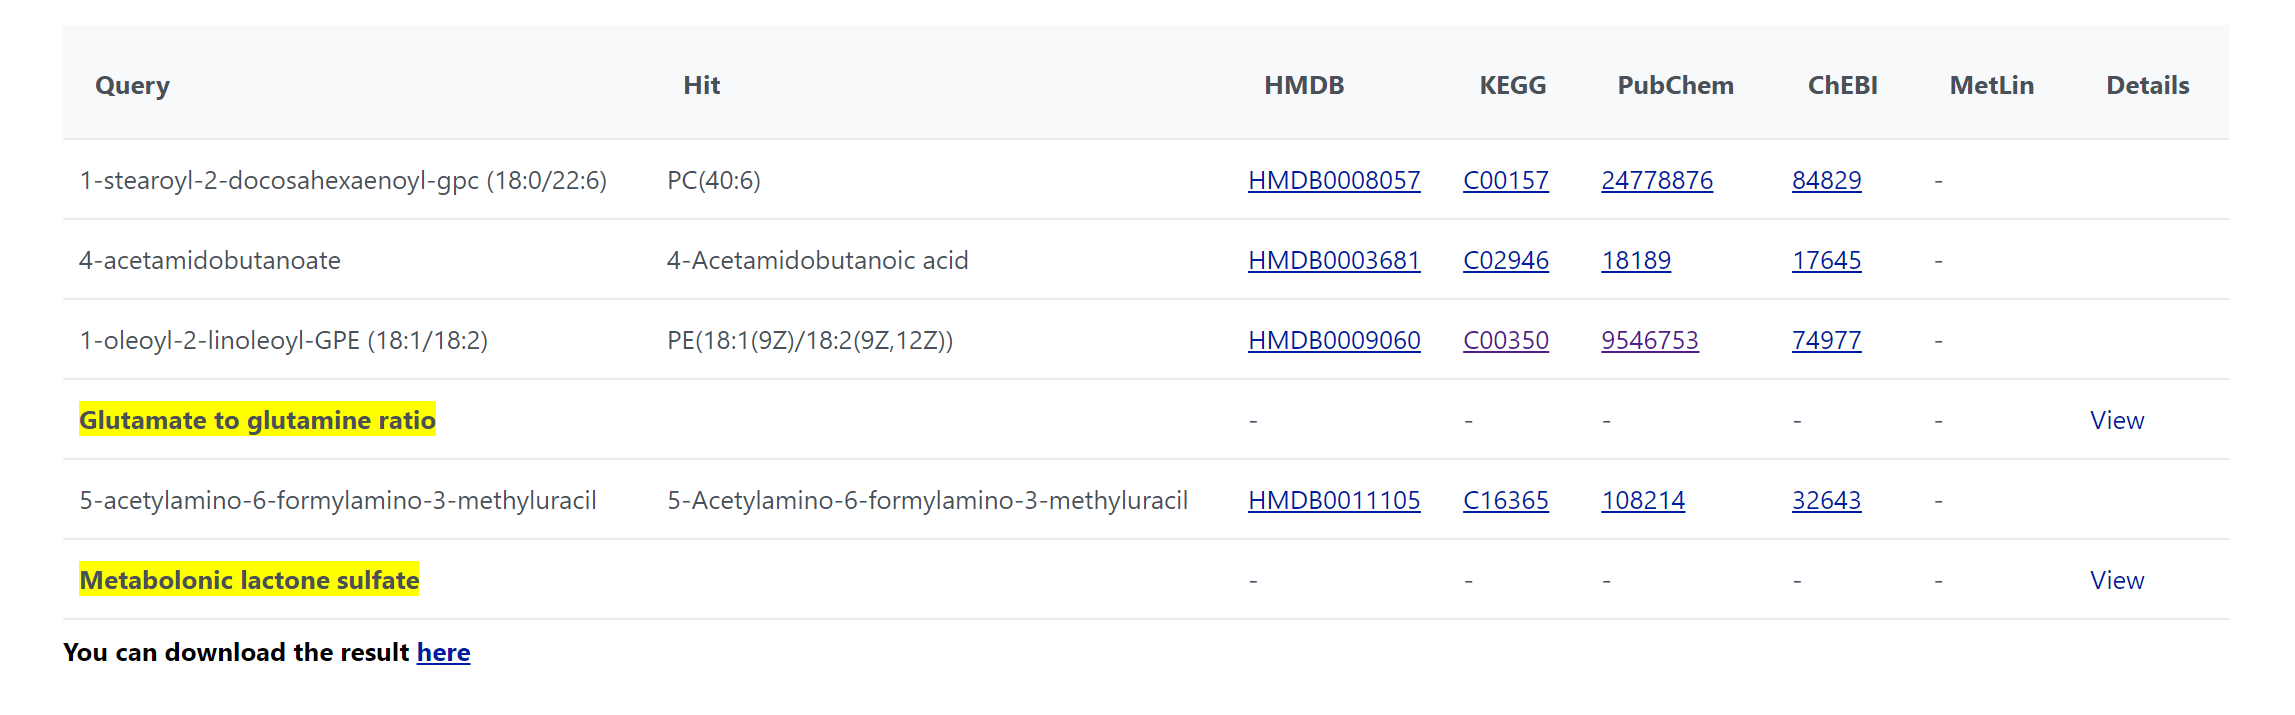 Query Hit HMDB KEGG PubChem ChEBI MetLin Details
1-stearoyl-2-docosahexaenoyl-gpc (18:0/22:6) PC(40:6) HMDB0008057 C00157 24778876 84829 -
4-acetamidobutanoate 4-Acetamidobutanoic acid HMDB0003681 C02946 18189 17645 -
1-oleoyl-2-linoleoyl-GPE (18:1/18:2) PE(18:1(9Z)/18:2(9Z,12Z)) HMDB0009060 C00350 9546753 74977 -
Glutamate to glutamine ratio - - - - - View
5-acetylamino-6-formylamino-3-methyluracil 5-Acetylamino-6-formylamino-3-methyluracil HMDB0011105 C16365 108214 32643 -
Metabolonic lactone sulfate - - - - - View
You can download the result here